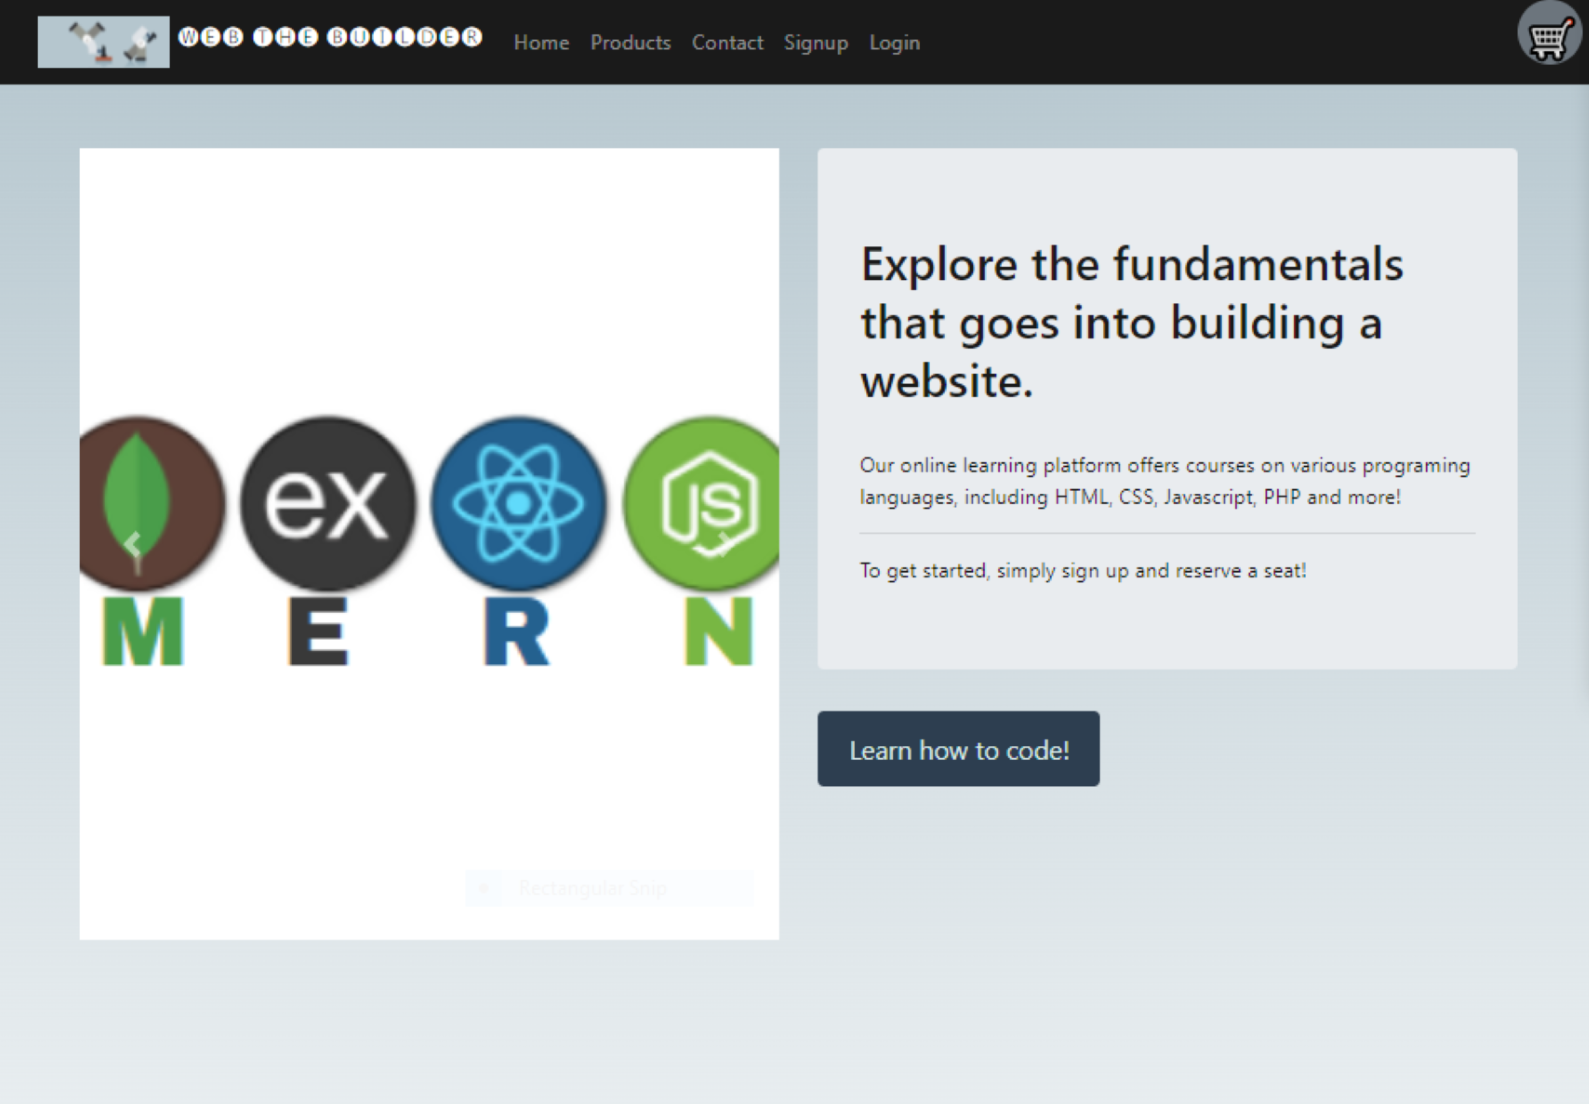 WEB THE BUILDER
Home Products Contact Signup Login
ex
JS
M E R N
Explore the fundamentals
that goes into building a
website.
Our online learning platform offers courses on various programing
languages, including HTML, CSS, Javascript, PHP and more!
To get started, simply sign up and reserve a seat!
Learn how to code!
Rectangular Snip